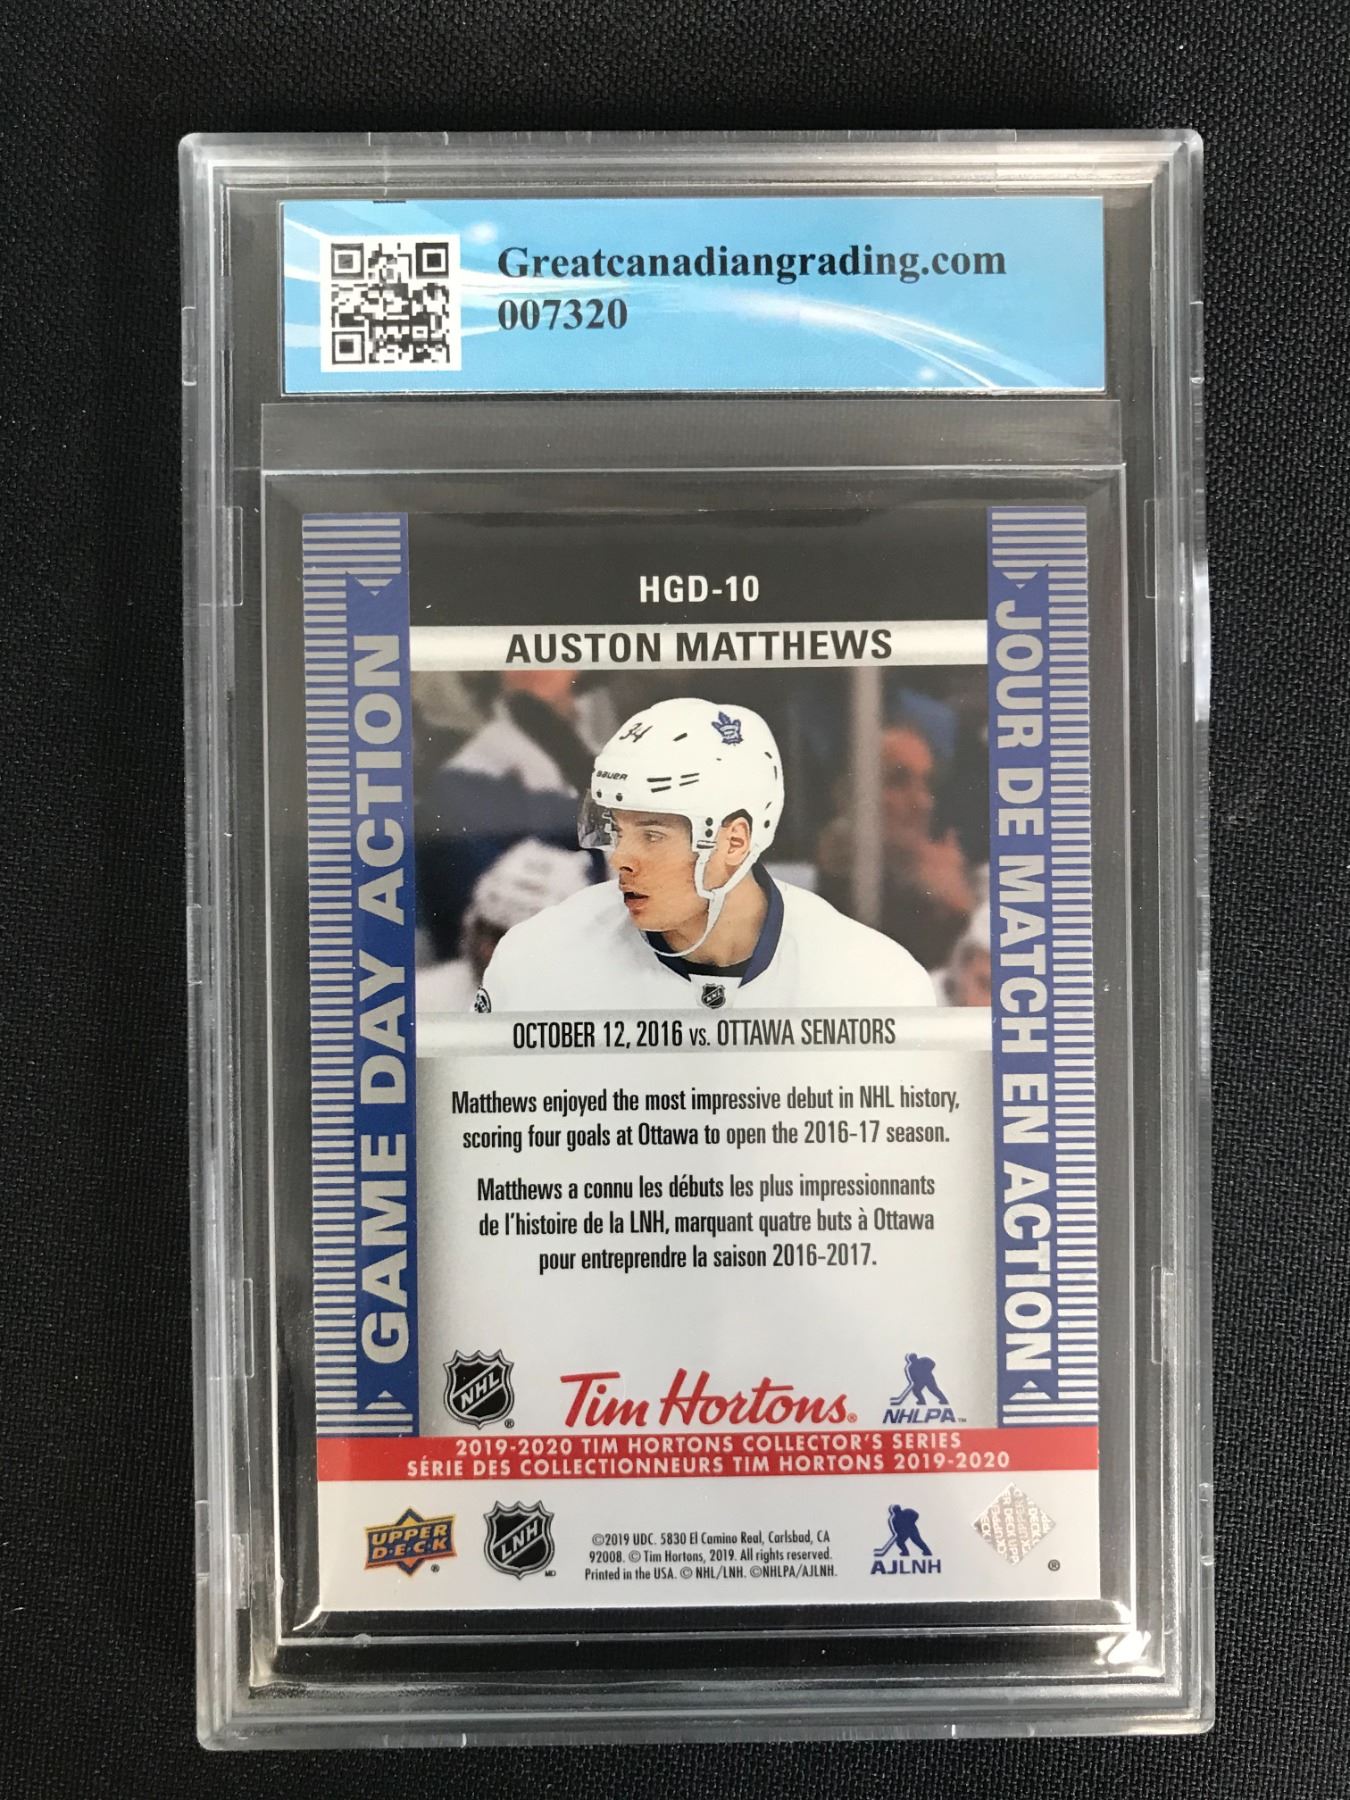 Greatcanadiangrading.com
007320
HGD-10
AUSTON MATTHEWS
GAME DAY ACTION
JOUR DE MATCH EN ACTION
34
BAUER
OCTOBER 12, 2016 vs. OTTAWA SENATORS
Matthews enjoyed the most impressive debut in NHL history,
scoring four goals at Ottawa to open the 2016-17 season.
Matthews a connu les débuts les plus impressionnants
de l'histoire de la LNH, marquant quatre buts à Ottawa
pour entreprendre la saison 2016-2017.
NHL ®
Tim Hortons®
NHLPA™
2019-2020 TIM HORTONS COLLECTOR'S SERIES
SÉRIE DES COLLECTIONNEURS TIM HORTONS 2019-2020
UPPER
D·E·C·K ®
LNH MD
©2019 UDC. 5830 El Camino Real, Carlsbad, CA
92008. © Tim Hortons, 2019. All rights reserved.
Printed in the USA. © NHL/LNH. ©NHLPA/AJLNH.
AJLNH
®